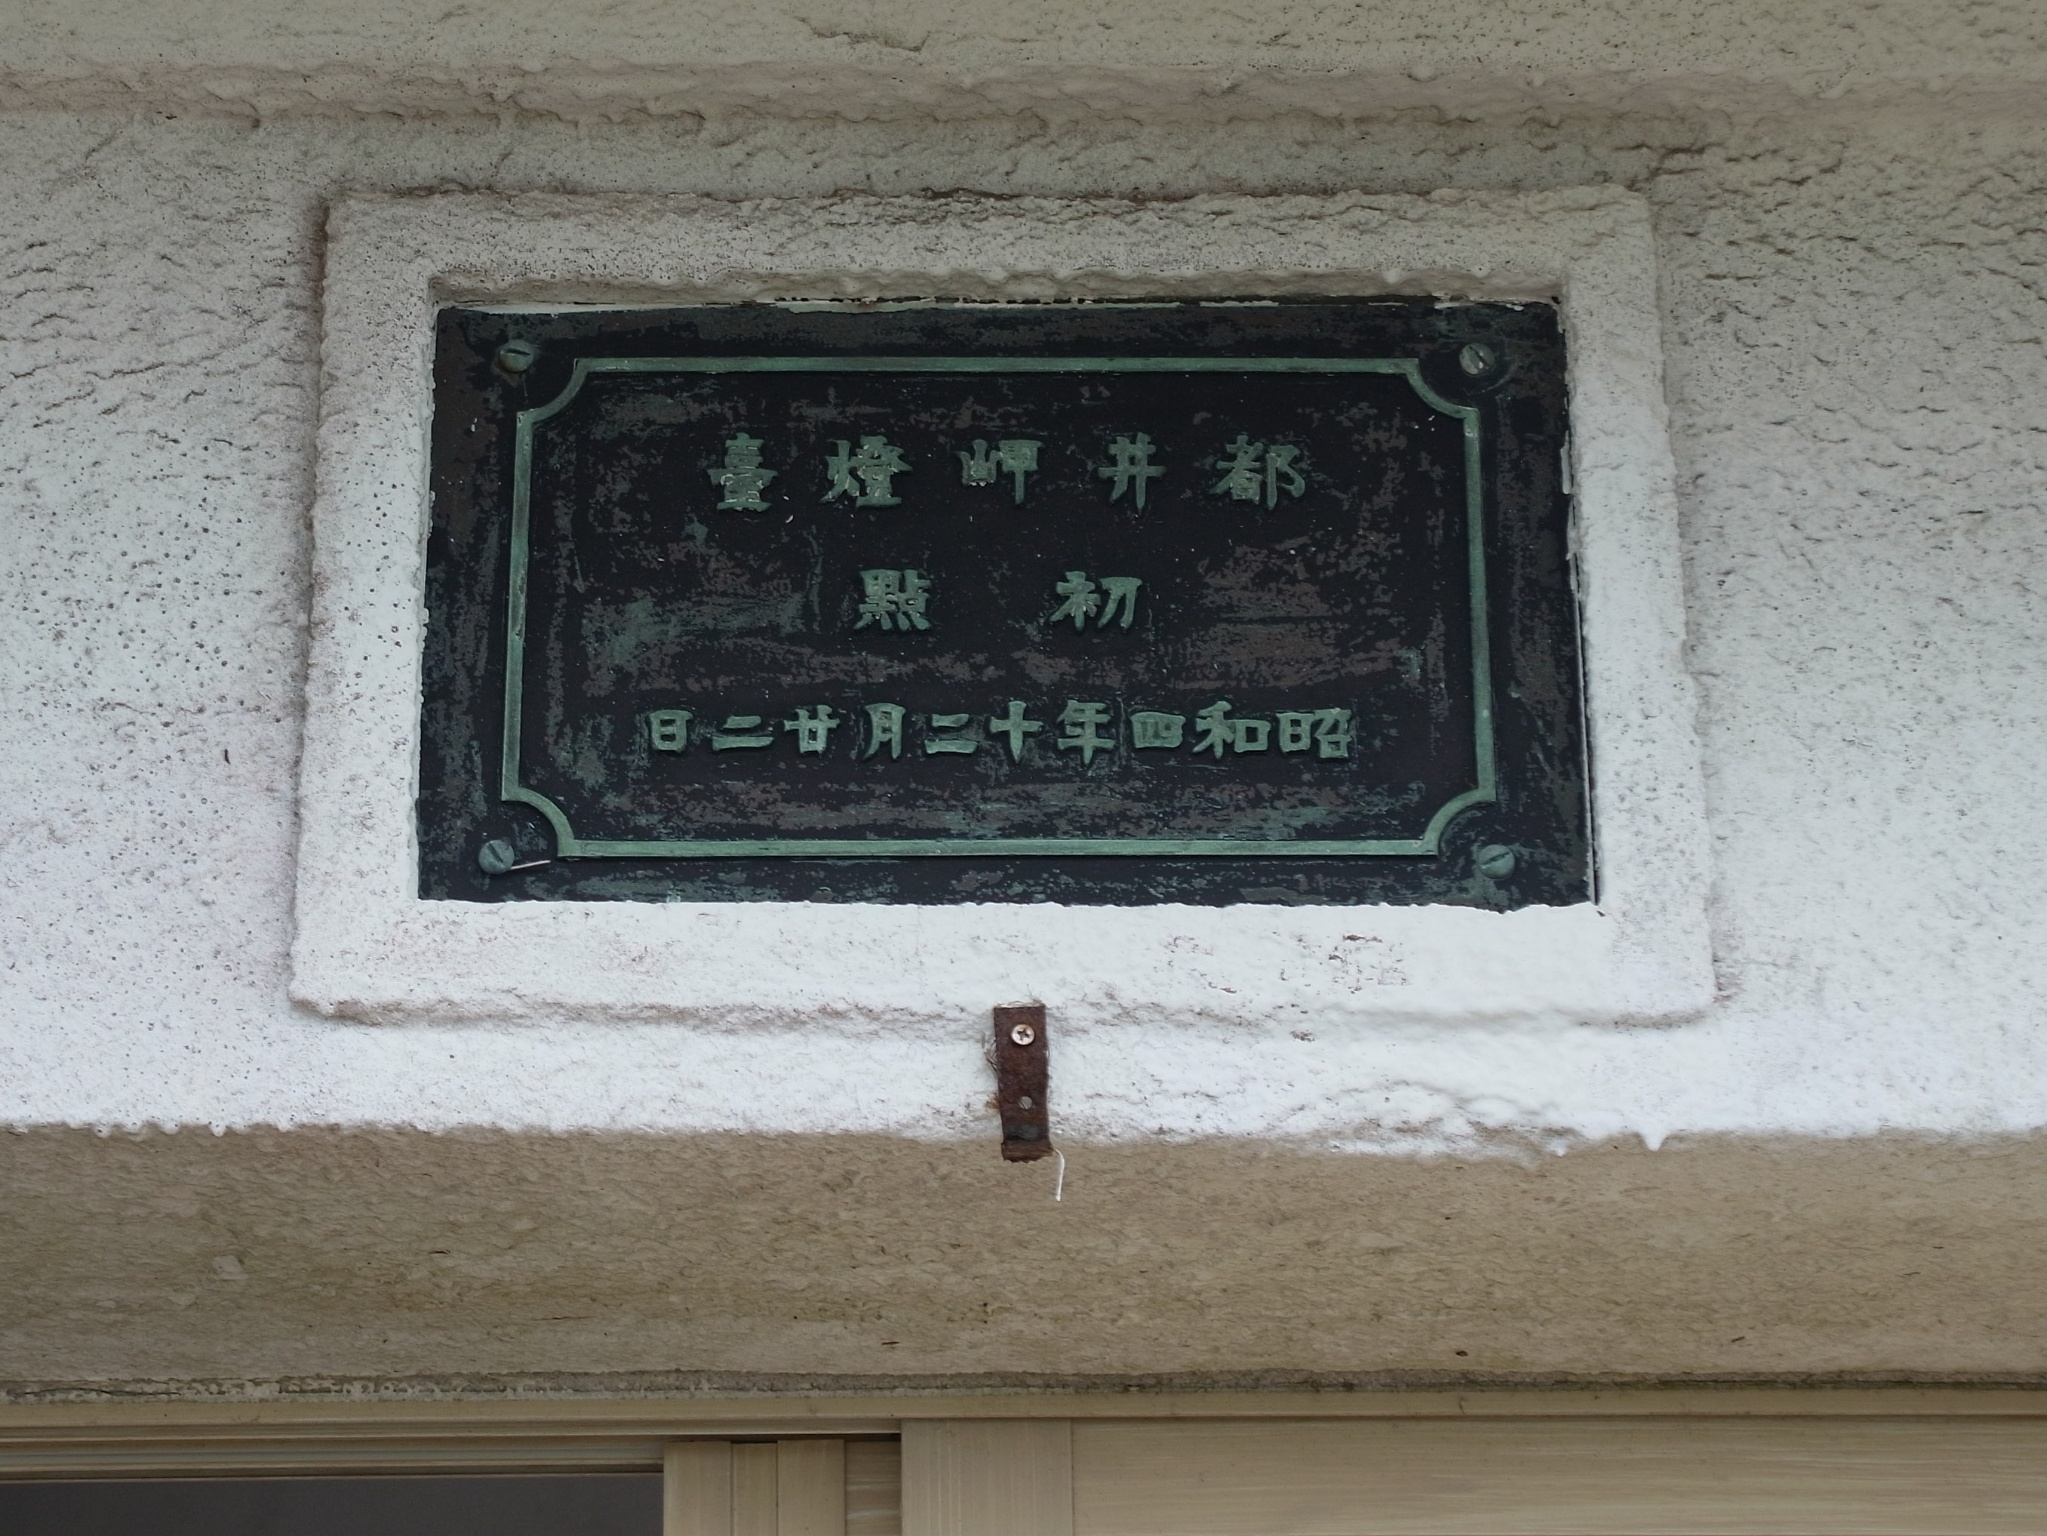 都井岬燈臺
初點
昭和四年十二月廿二日